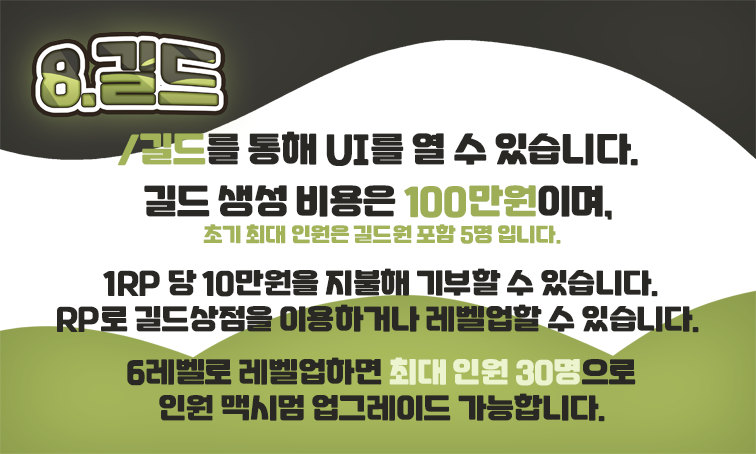 8.길드
/길드를 통해 UI를 열 수 있습니다.
길드 생성 비용은 100만원이며,
초기 최대 인원은 길드원 포함 5명 입니다.
1RP 당 10만원을 지불해 기부할 수 있습니다.
RP로 길드상점을 이용하거나 레벨업할 수 있습니다.
6레벨로 레벨업하면 최대 인원 30명으로
인원 맥시멈 업그레이드 가능합니다.